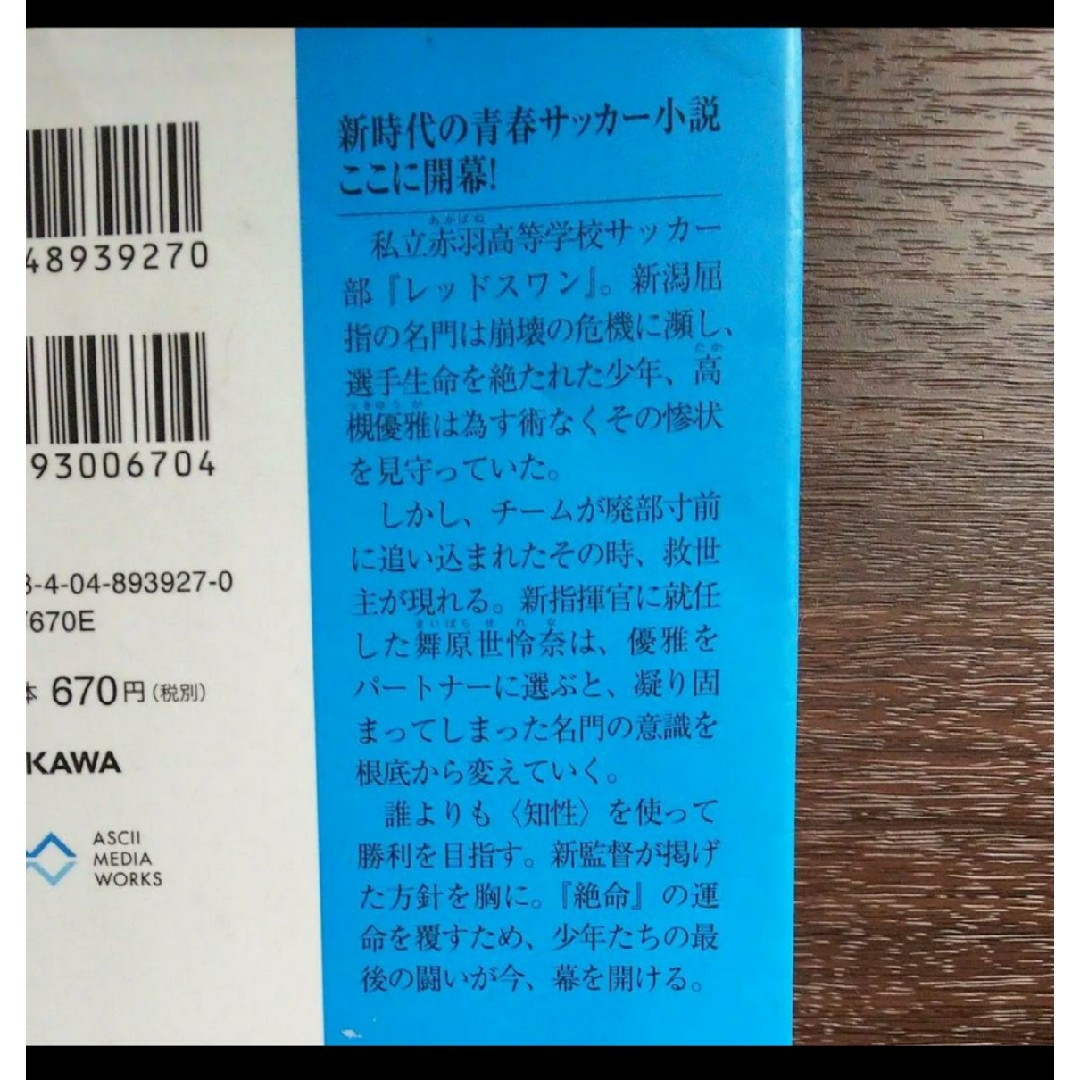 48939270
93006704
3-4-04-893927-0
670E
本 670円(税別)
KAWA
ASCII
MEDIA
WORKS
新時代の青春サッカー小説
ここに開幕!
あかばね
私立赤羽高等学校サッカー
部『レッドスワン』。新潟屈
指の名門は崩壊の危機に瀕し、
たか
選手生命を絶たれた少年、高
つきゆうが
槻優雅は為す術なくその惨状
を見守っていた。
しかし、チームが廃部寸前
に追い込まれたその時、救世
主が現れる。新指揮官に就任
まいばらせれな
した舞原世怜奈は、優雅を
パートナーに選ぶと、凝り固
まってしまった名門の意識を
根底から変えていく。
誰よりも〈知性〉を使って
勝利を目指す。新監督が掲げ
た方針を胸に。『絶命』の運
命を覆すため、少年たちの最
後の闘いが今、幕を開ける。